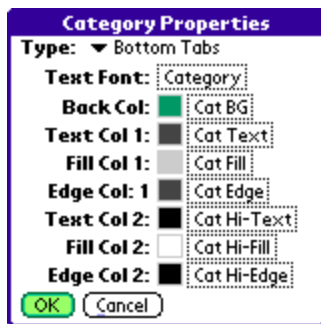 Category Properties
Type: Bottom Tabs
Text Font: Category
Back Col: Cat BG
Text Col 1: Cat Text
Fill Col 1: Cat Fill
Edge Col: 1 Cat Edge
Text Col 2: Cat Hi-Text
Fill Col 2: Cat Hi-Fill
Edge Col 2: Cat Hi-Edge
OK Cancel